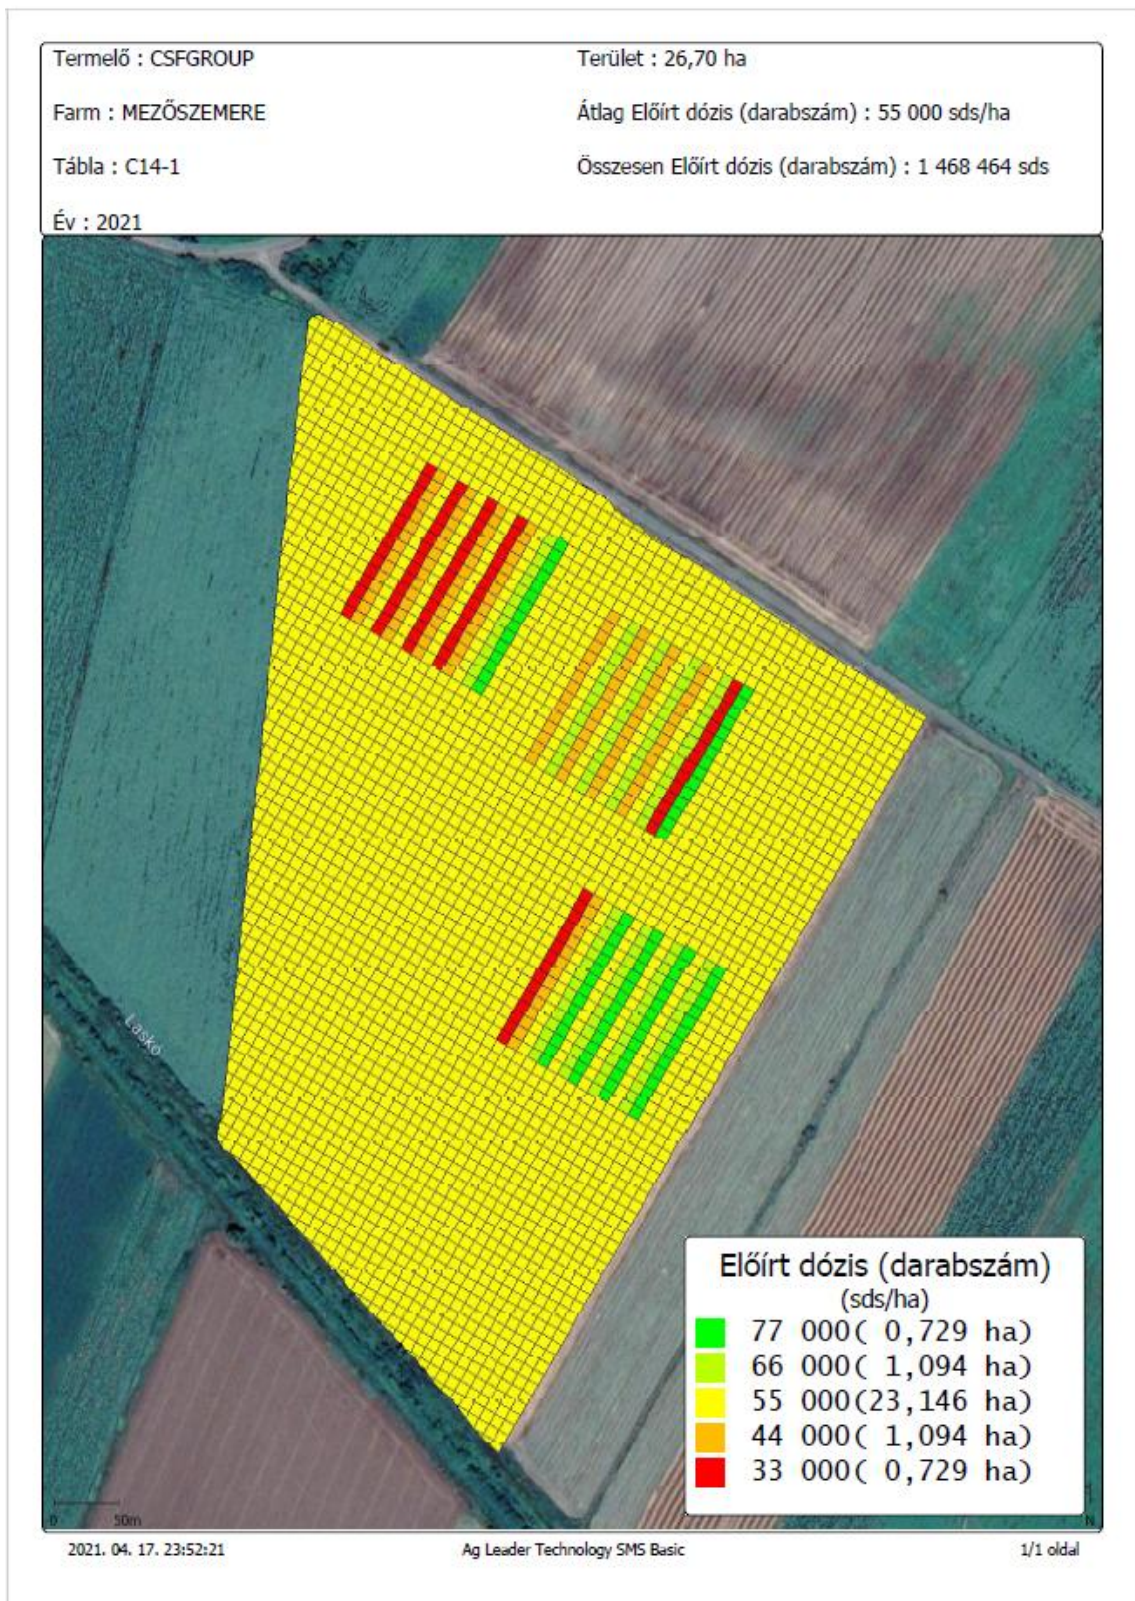 Termelő : CSFGROUP
Terület : 26,70 ha
Farm : MEZŐSZEMERE
Átlag Előírt dózis (darabszám) : 55 000 sds/ha
Tábla : C14-1
Összesen Előírt dózis (darabszám) : 1 468 464 sds
Év : 2021
Laskó
Előírt dózis (darabszám)
(sds/ha)
77 000( 0,729 ha)
66 000( 1,094 ha)
55 000(23,146 ha)
44 000( 1,094 ha)
33 000( 0,729 ha)
0 50m
N
2021. 04. 17. 23:52:21
Ag Leader Technology SMS Basic
1/1 oldal